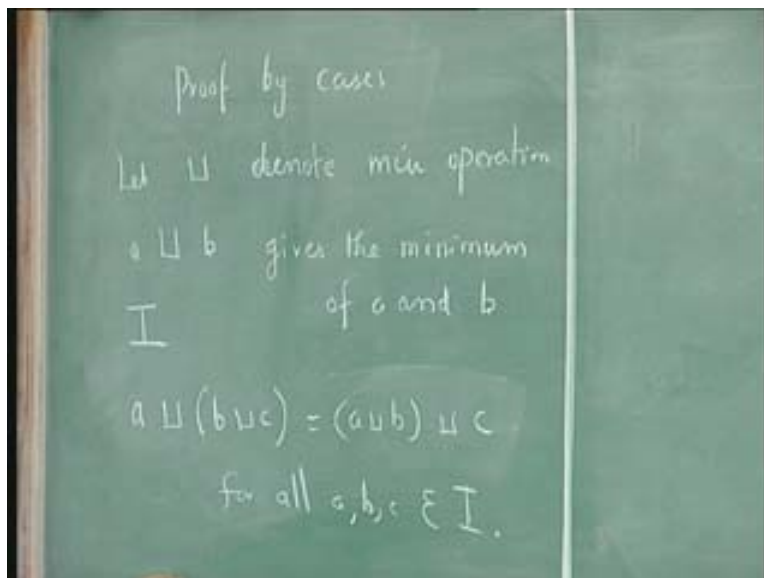 Proof by cases
Let ⊔ denote min operation
a ⊔ b gives the minimum
of a and b
I
a ⊔ (b ⊔ c) = (a ⊔ b) ⊔ c
for all a, b, c ε I.